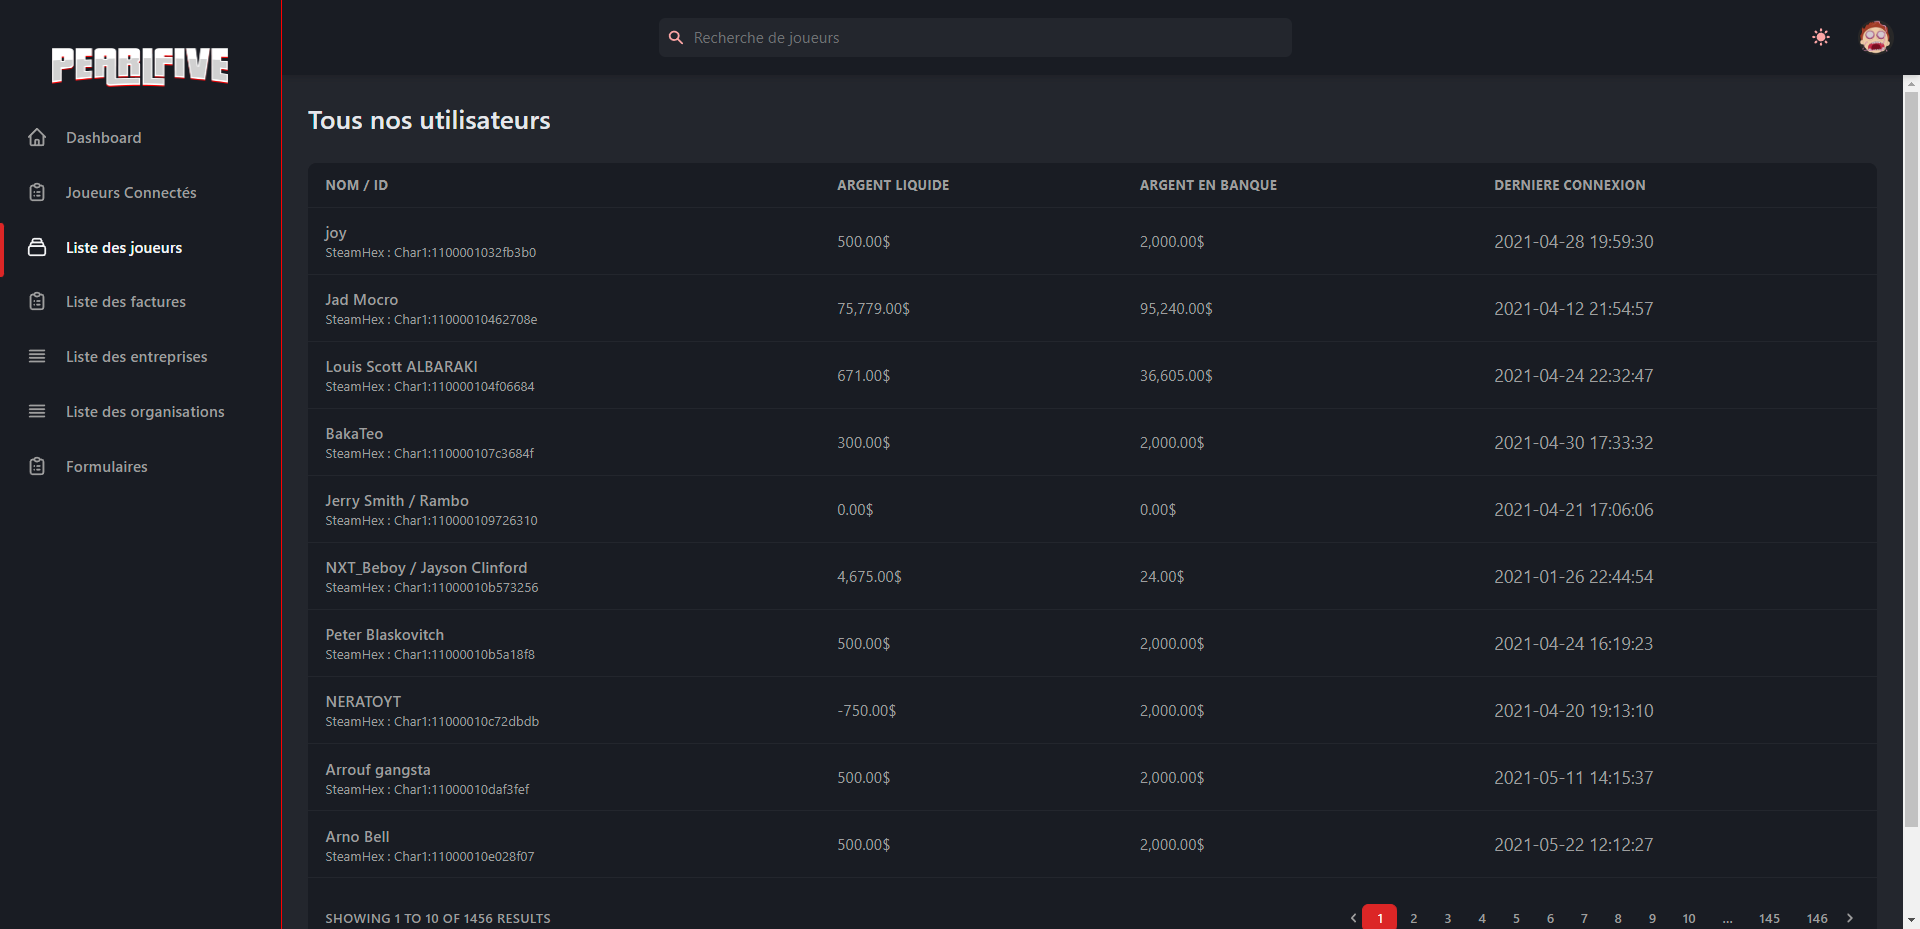 PEARLFIVE
Recherche de joueurs
Dashboard
Joueurs Connectés
Liste des joueurs
Liste des factures
Liste des entreprises
Liste des organisations
Formulaires
Tous nos utilisateurs
NOM / ID ARGENT LIQUIDE ARGENT EN BANQUE DERNIERE CONNEXION
joy
SteamHex : Char1:1100001032fb3b0 500.00$ 2,000.00$ 2021-04-28 19:59:30
Jad Mocro
SteamHex : Char1:11000010462708e 75,779.00$ 95,240.00$ 2021-04-12 21:54:57
Louis Scott ALBARAKI
SteamHex : Char1:110000104f06684 671.00$ 36,605.00$ 2021-04-24 22:32:47
BakaTeo
SteamHex : Char1:110000107c3684f 300.00$ 2,000.00$ 2021-04-30 17:33:32
Jerry Smith / Rambo
SteamHex : Char1:110000109726310 0.00$ 0.00$ 2021-04-21 17:06:06
NXT_Beboy / Jayson Clinford
SteamHex : Char1:11000010b573256 4,675.00$ 24.00$ 2021-01-26 22:44:54
Peter Blaskovitch
SteamHex : Char1:11000010b5a18f8 500.00$ 2,000.00$ 2021-04-24 16:19:23
NERATOYT
SteamHex : Char1:11000010c72dbdb -750.00$ 2,000.00$ 2021-04-20 19:13:10
Arrouf gangsta
SteamHex : Char1:11000010daf3fef 500.00$ 2,000.00$ 2021-05-11 14:15:37
Arno Bell
SteamHex : Char1:11000010e028f07 500.00$ 2,000.00$ 2021-05-22 12:12:27
SHOWING 1 TO 10 OF 1456 RESULTS 1 2 3 4 5 6 7 8 9 10 ... 145 146